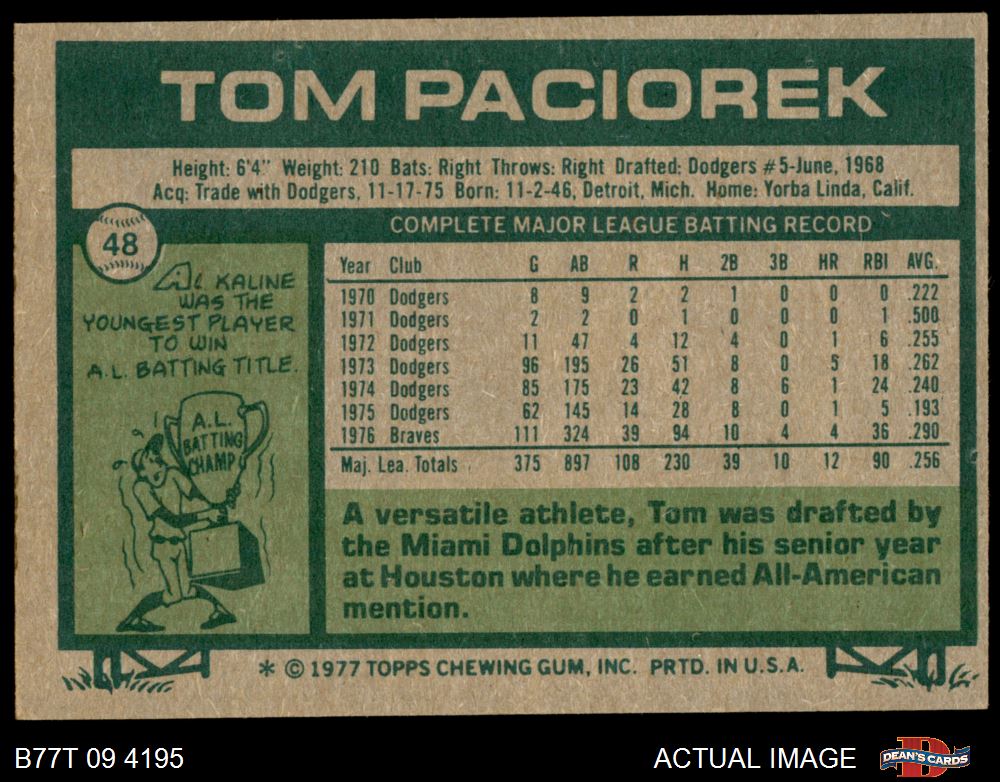 TOM PACIOREK
Height: 6'4" Weight: 210 Bats: Right Throws: Right Drafted: Dodgers #5-June, 1968
Acq: Trade with Dodgers, 11-17-75 Born: 11-2-46, Detroit, Mich. Home: Yorba Linda, Calif.
48
COMPLETE MAJOR LEAGUE BATTING RECORD
AL KALINE
WAS THE
YOUNGEST PLAYER
TO WIN
A.L. BATTING TITLE.
A.L.
BATTING
CHAMP
Year Club G AB R H 2B 3B HR RBI AVG.
1970 Dodgers 8 9 2 2 1 0 0 0 .222
1971 Dodgers 2 2 0 1 0 0 0 1 .500
1972 Dodgers 11 47 4 12 4 0 1 6 .255
1973 Dodgers 96 195 26 51 8 0 5 18 .262
1974 Dodgers 85 175 23 42 8 6 1 24 .240
1975 Dodgers 62 145 14 28 8 0 1 5 .193
1976 Braves 111 324 39 94 10 4 4 36 .290
Maj. Lea. Totals 375 897 108 230 39 10 12 90 .256
A versatile athlete, Tom was drafted by
the Miami Dolphins after his senior year
at Houston where he earned All-American
mention.
* © 1977 TOPPS CHEWING GUM, INC. PRTD. IN U.S.A.
B77T 09 4195
ACTUAL IMAGE
DEAN'S CARDS